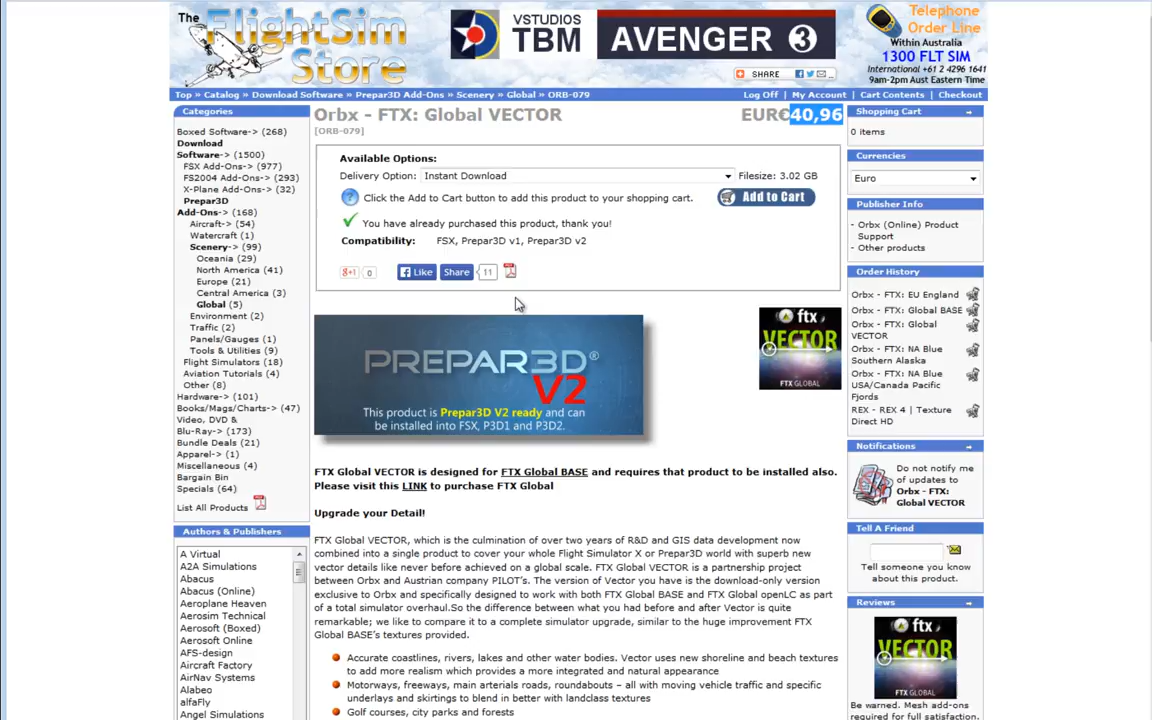 The
FlightSim
Store
VSTUDIOS
TBM
AVENGER 3
SHARE
Telephone
Order Line
Within Australia
1300 FLT SIM
International +61 2 4296 1641
9am-2pm Aust Eastern Time
Top » Catalog » Download Software » Prepar3D Add-Ons » Scenery » Global » ORB-079
Log Off | My Account | Cart Contents | Checkout
Categories
Boxed Software-> (268)
Download
Software-> (1500)
FSX Add-Ons-> (977)
FS2004 Add-Ons-> (293)
X-Plane Add-Ons-> (32)
Prepar3D
Add-Ons-> (168)
Aircraft-> (54)
Watercraft (1)
Scenery-> (99)
Oceania (29)
North America (41)
Europe (21)
Central America (3)
Global (5)
Environment (2)
Traffic (2)
Panels/Gauges (1)
Tools & Utilities (9)
Flight Simulators (18)
Aviation Tutorials (4)
Other (8)
Hardware-> (101)
Books/Mags/Charts-> (47)
Video, DVD &
Blu-Ray-> (173)
Bundle Deals (21)
Apparel-> (1)
Miscellaneous (4)
Bargain Bin
Specials (64)
List All Products
Authors & Publishers
A Virtual
A2A Simulations
Abacus
Abacus (Online)
Aeroplane Heaven
Aerosim Technical
Aerosoft (Boxed)
Aerosoft Online
AFS-design
Aircraft Factory
AirNav Systems
Alabeo
alfaFly
Angel Simulations
Orbx - FTX: Global VECTOR
EUR€40,96
[ORB-079]
Available Options:
Delivery Option: Instant Download
Filesize: 3.02 GB
Click the Add to Cart button to add this product to your shopping cart.
Add to Cart
You have already purchased this product, thank you!
Compatibility: FSX, Prepar3D v1, Prepar3D v2
g+1 0
Like
Share
11
PREPAR3D®
V2
This product is Prepar3D V2 ready and can
be installed into FSX, P3D1 and P3D2.
ftx
VECTOR
FTX GLOBAL
FTX Global VECTOR is designed for FTX Global BASE and requires that product to be installed also.
Please visit this LINK to purchase FTX Global
Upgrade your Detail!
FTX Global VECTOR, which is the culmination of over two years of R&D and GIS data development now
combined into a single product to cover your whole Flight Simulator X or Prepar3D world with superb new
vector details like never before achieved on a global scale. FTX Global VECTOR is a partnership project
between Orbx and Austrian company PILOT's. The version of Vector you have is the download-only version
exclusive to Orbx and specifically designed to work with both FTX Global BASE and FTX Global openLC as part
of a total simulator overhaul.So the difference between what you had before and after Vector is quite
remarkable; we like to compare it to a complete simulator upgrade, similar to the huge improvement FTX
Global BASE's textures provided.
Accurate coastlines, rivers, lakes and other water bodies. Vector uses new shoreline and beach textures
to add more realism which provides a more integrated and natural appearance
Motorways, freeways, main arterials roads, roundabouts – all with moving vehicle traffic and specific
underlays and skirtings to blend in better with landclass textures
Golf courses, city parks and forests
Shopping Cart
0 items
Currencies
Euro
Publisher Info
- Orbx (Online) Product
Support
- Other products
Order History
Orbx - FTX: EU England
Orbx - FTX: Global BASE
Orbx - FTX: Global
VECTOR
Orbx - FTX: NA Blue
Southern Alaska
Orbx - FTX: NA Blue
USA/Canada Pacific
Fjords
REX - REX 4 | Texture
Direct HD
Notifications
Do not notify me
of updates to
Orbx - FTX:
Global VECTOR
Tell A Friend
Tell someone you know
about this product.
Reviews
ftx
VECTOR
FTX GLOBAL
Be warned. Mesh add-ons
required for full satisfaction.